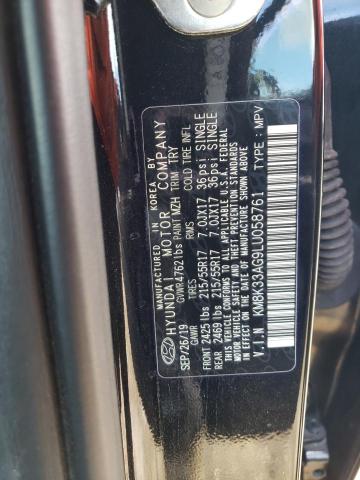 MANUFACTURED IN KOREA BY
HYUNDAI MOTOR COMPANY
SEP/26/19 GVWR 4762 lbs PAINT MZH TRIM TRY
GAWR RIMS COLD TIRE INFL
FRONT 2425 lbs 215/55R17 7.0JX17 36psi SINGLE
REAR 2469 lbs 215/55R17 7.0JX17 36psi SINGLE
THIS VEHICLE CONFORMS TO ALL APPLICABLE U.S.A. FEDERAL
MOTOR VEHICLE SAFETY, BUMPER, AND THEFT PREVENTION STANDARDS
IN EFFECT ON THE DATE OF MANUFACTURE SHOWN ABOVE.
V.I.N : KM8K33AG9LU058761 TYPE : MPV